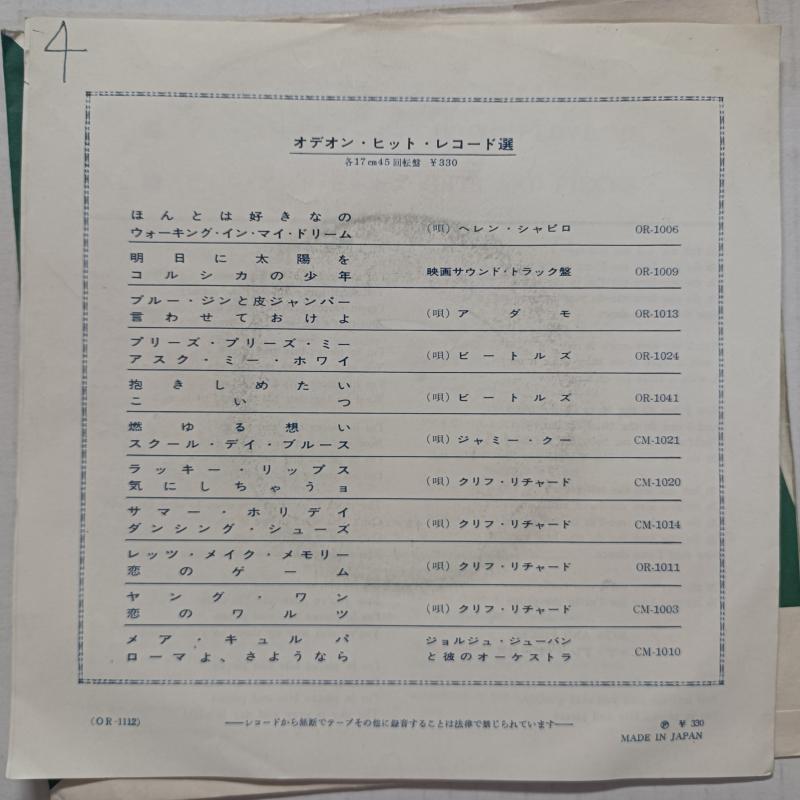 4
オデオン・ヒット・レコード選
各17cm45回転盤 ¥330
ほんとは好きなの
ウォーキング・イン・マイ・ドリーム (唄) ヘレン・シャピロ OR-1006
明日に太陽を
コルシカの少年 映画サウンド・トラック盤 OR-1009
ブルー・ジンと皮ジャンパー
言わせておけよ (唄) アダモ OR-1013
プリーズ・プリーズ・ミー
アスク・ミー・ホワイ (唄) ビートルズ OR-1024
抱きしめたい
こいつ (唄) ビートルズ OR-1041
燃ゆる想い
スクール・デイ・ブルース (唄) ジャミー・クー CM-1021
ラッキー・リップス
気にしちゃうョ (唄) クリフ・リチャード CM-1020
サマー・ホリデイ
ダンシング・シューズ (唄) クリフ・リチャード CM-1014
レッツ・メイク・メモリー
恋のゲーム (唄) クリフ・リチャード OR-1011
ヤング・ワン
恋のワルツ (唄) クリフ・リチャード CM-1003
メア・キュルパ ジョルジュ・ジューバン
ローマよ、さようなら と彼のオーケストラ CM-1010
(OR-1112) ──レコードから無断でテープその他に録音することは法律で禁じられています── Ⓟ ¥330
MADE IN JAPAN